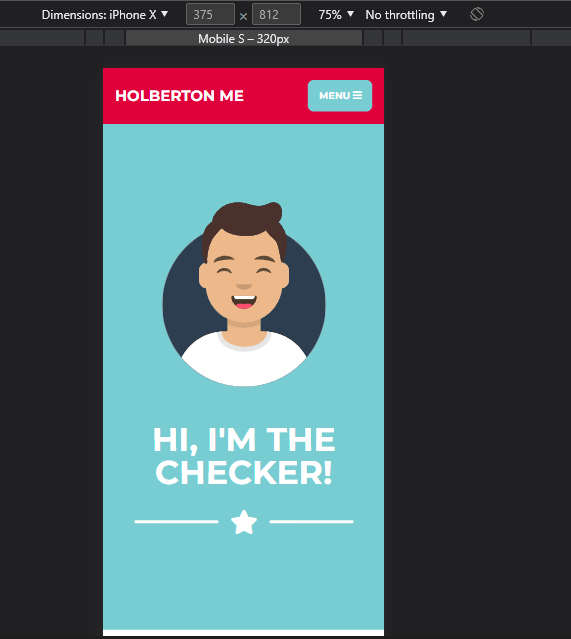 Dimensions: iPhone X ▼ 375 × 812 75% ▼ No throttling ▼
Mobile S – 320px
HOLBERTON ME MENU
HI, I'M THE
CHECKER!